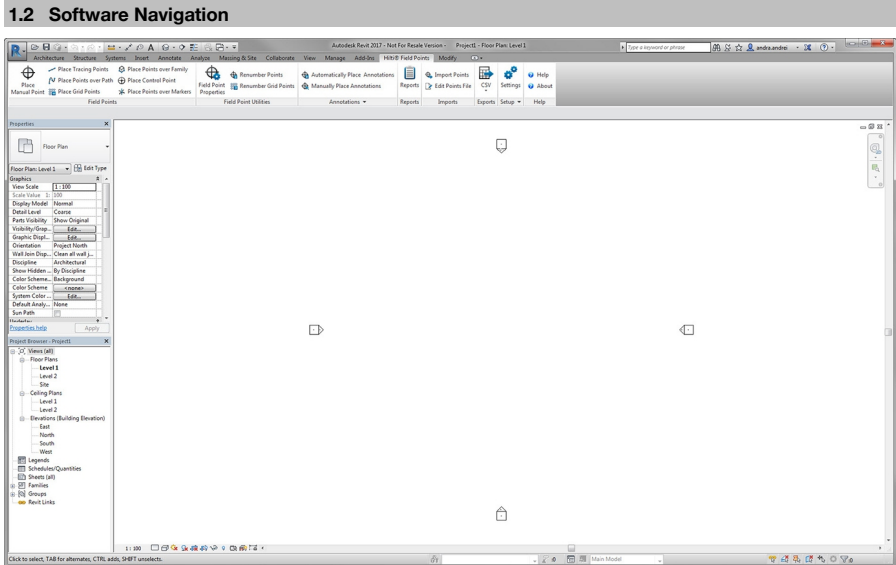 1.2 Software Navigation
Autodesk Revit 2017 - Not For Resale Version - Project1 - Floor Plan: Level 1
Type a keyword or phrase
andra.andrei
Architecture Structure Systems Insert Annotate Analyze Massing & Site Collaborate View Manage Add-Ins Hilti® Field Points Modify
Place Manual Point
Place Tracing Points
Place Points over Path
Place Grid Points
Place Points over Family
Place Control Point
Place Points over Markers
Field Point Properties
Renumber Points
Renumber Grid Points
Automatically Place Annotations
Manually Place Annotations
Reports
Import Points
Edit Points File
CSV
Settings
Help
About
Field Points
Field Point Utilities
Annotations
Reports
Imports
Exports
Setup
Help
Properties
Floor Plan
Floor Plan: Level 1
Edit Type
Graphics
View Scale 1 : 100
Scale Value 1: 100
Display Model Normal
Detail Level Coarse
Parts Visibility Show Original
Visibility/Grap... Edit...
Graphic Displ... Edit...
Orientation Project North
Wall Join Disp... Clean all wall j...
Discipline Architectural
Show Hidden ... By Discipline
Color Scheme... Background
Color Scheme <none>
System Color ... Edit...
Default Analy... None
Sun Path
Underlay
Properties help
Apply
Project Browser - Project1
Views (all)
Floor Plans
Level 1
Level 2
Site
Ceiling Plans
Level 1
Level 2
Elevations (Building Elevation)
East
North
South
West
Legends
Schedules/Quantities
Sheets (all)
Families
Groups
Revit Links
1 : 100
Click to select, TAB for alternates, CTRL adds, SHIFT unselects.
:0
Main Model
:0